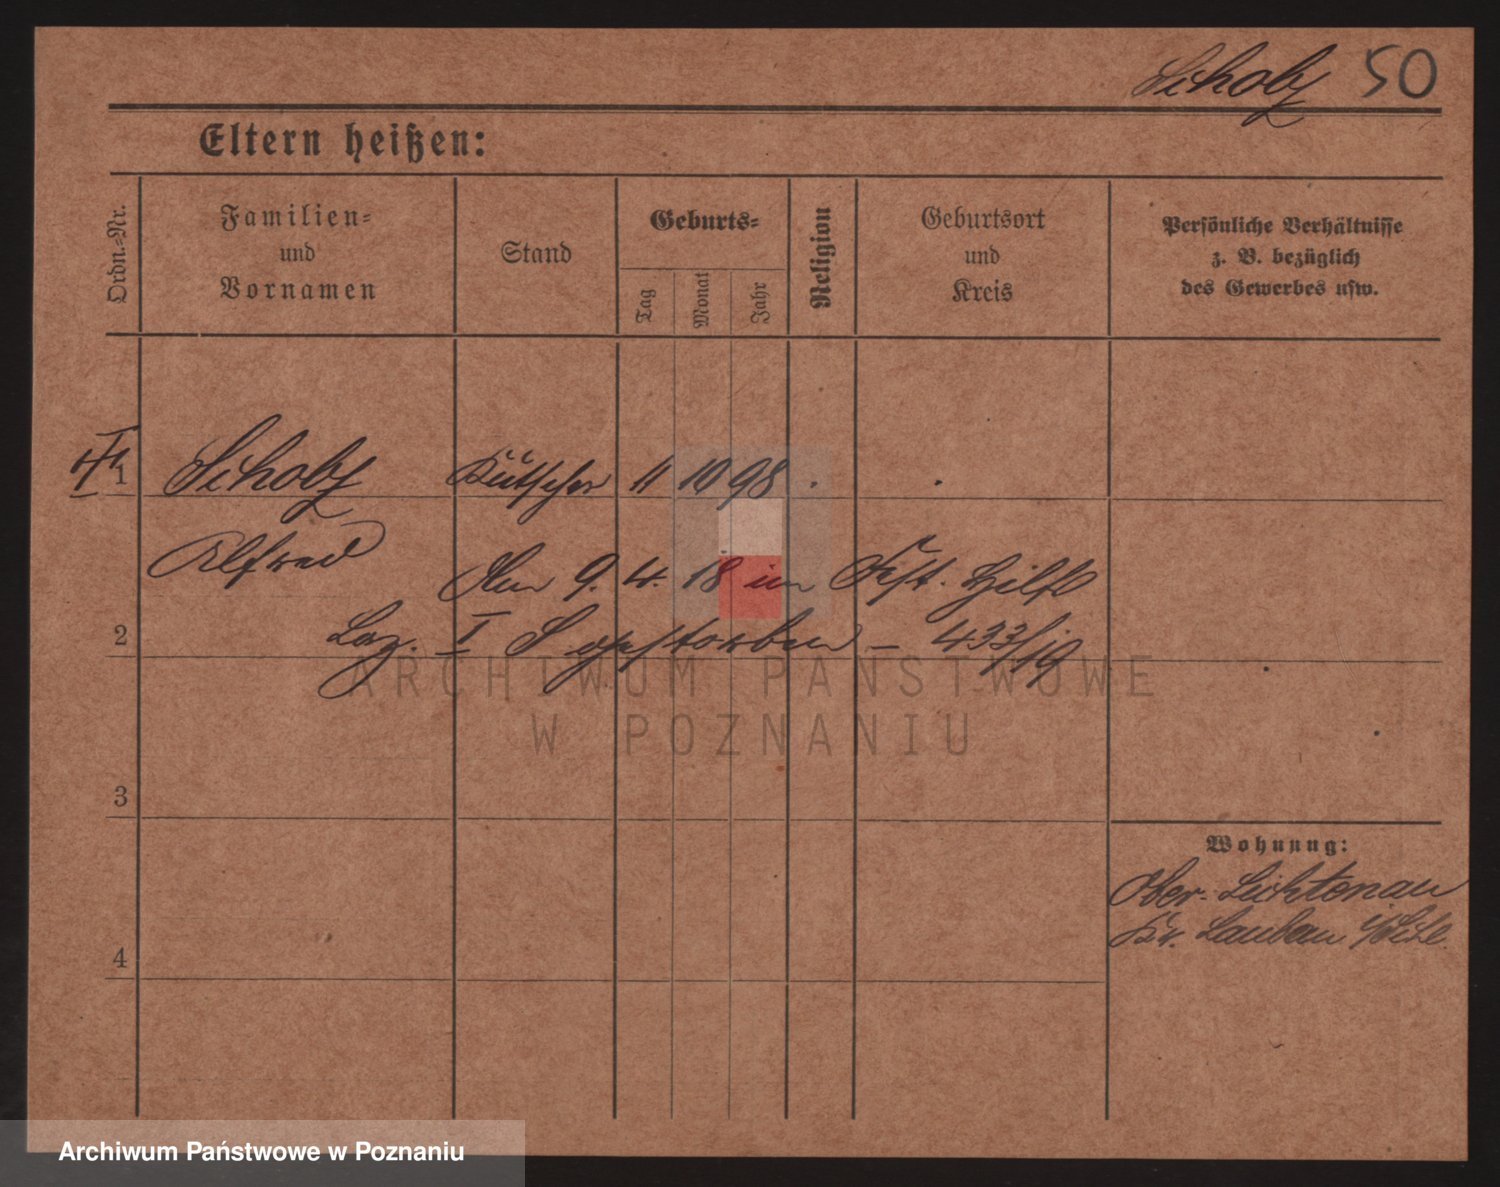 Scholz 50
Eltern heißen:
Ordn.-Nr.
Familien-
und
Vornamen
Stand
Geburts-
Tag
Monat
Jahr
Religion
Geburtsort
und
Kreis
Persönliche Verhältnisse
z. B. bezüglich
des Gewerbes usw.
1 Scholz Kutscher 11 10 98 . .
Alfred
Am 9. 4. 18 im Fest. Hilfs
2 Laz. I S gestorben – 433/19
ARCHIWUM PAŃSTWOWE
W POZNANIU
3
Wohnung:
Ober-Lichtenau
Kr. Lauban i/Schl.
4
Archiwum Państwowe w Poznaniu